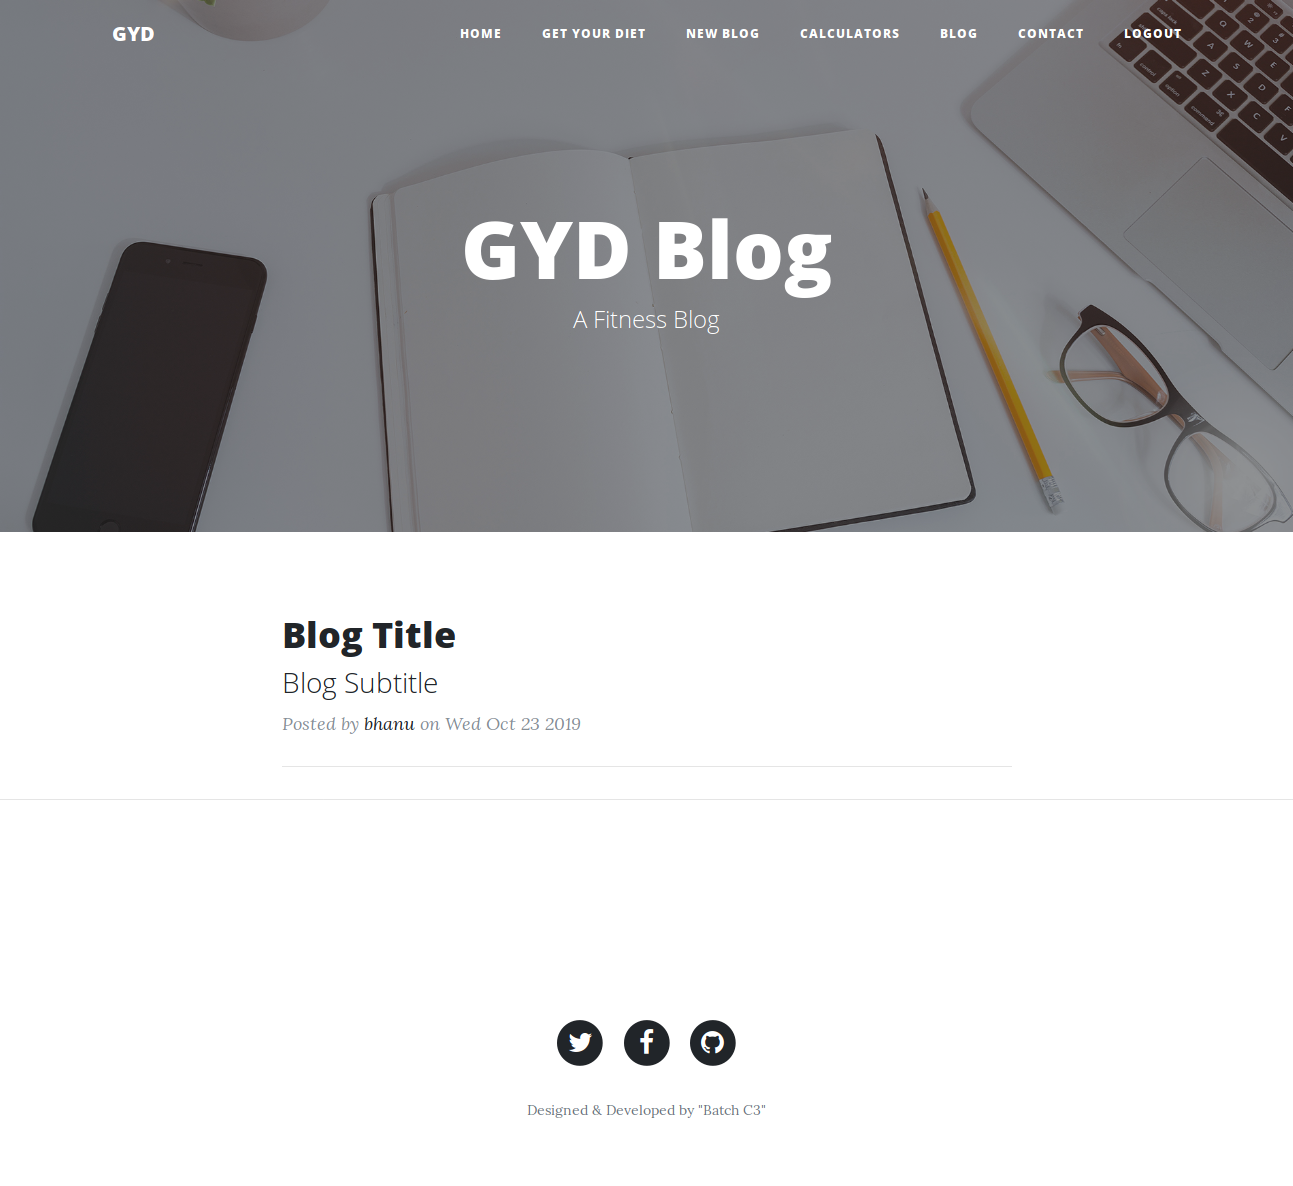 GYD HOME GET YOUR DIET NEW BLOG CALCULATORS BLOG CONTACT LOGOUT
GYD Blog
A Fitness Blog
Blog Title
Blog Subtitle
Posted by bhanu on Wed Oct 23 2019
Designed & Developed by "Batch C3"